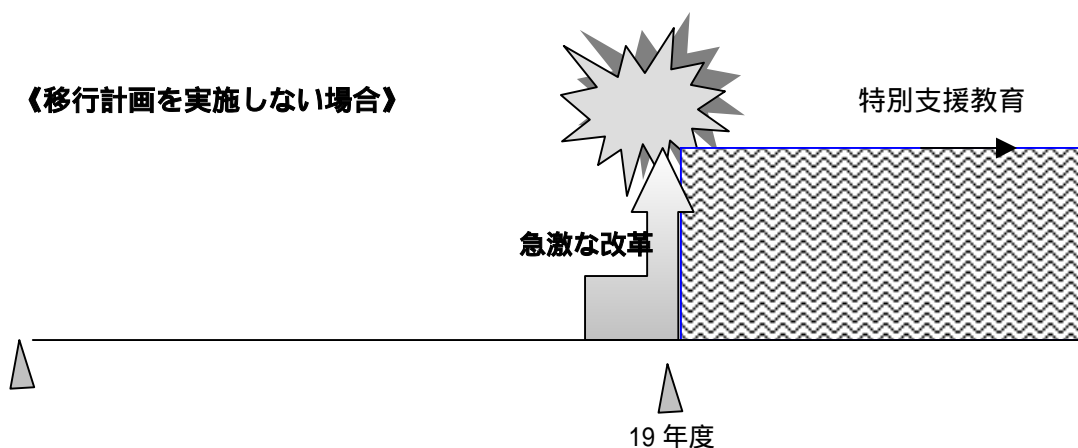 《移行計画を実施しない場合》
特別支援教育
急激な改革
19 年度